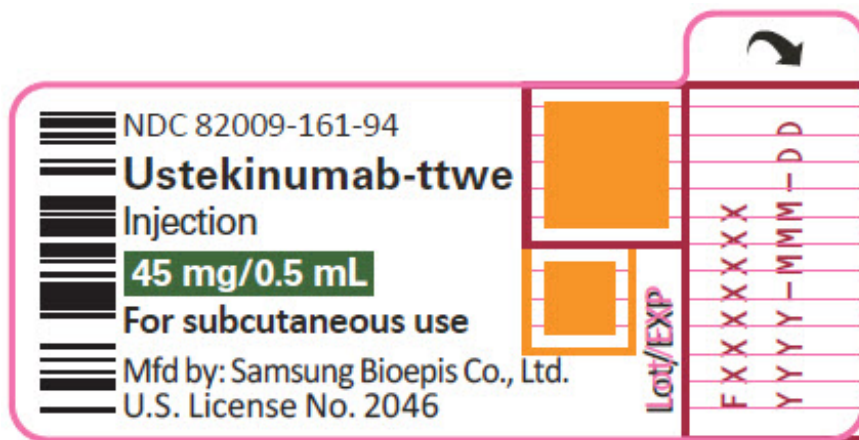 NDC 82009-161-94
Ustekinumab-ttwe
Injection
45 mg/0.5 mL
For subcutaneous use
Mfd by: Samsung Bioepis Co., Ltd.
U.S. License No. 2046
Lot/EXP
FXXXXXXX
YYYY-MMM-DD